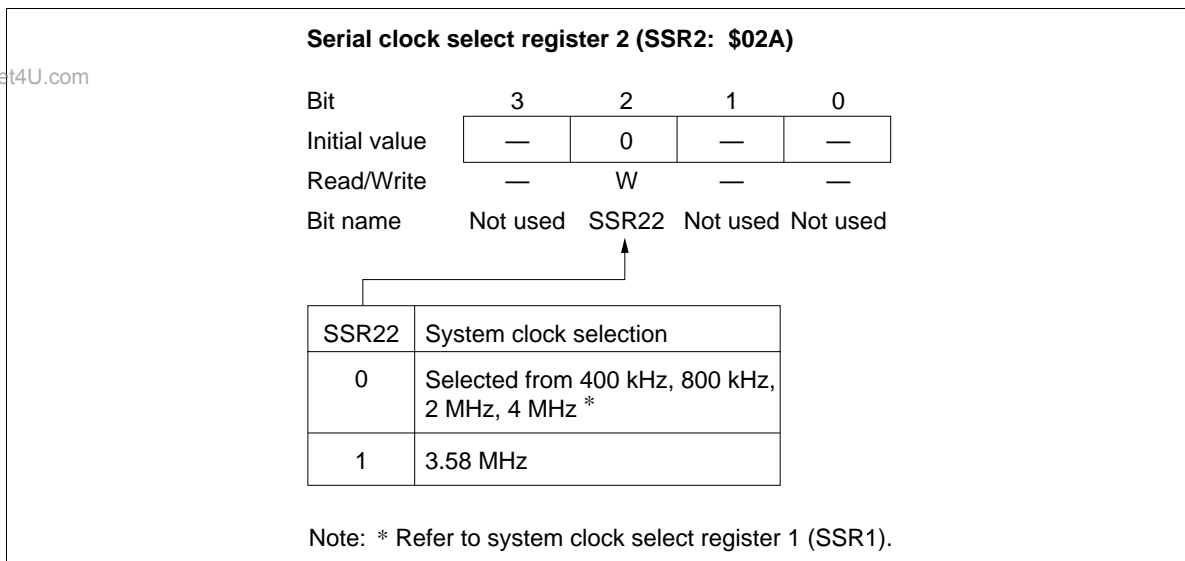 Serial clock select register 2 (SSR2: $02A)
et4U.com
Bit 3 2 1 0
Initial value — 0 — —
Read/Write — W — —
Bit name Not used SSR22 Not used Not used
SSR22 System clock selection
0 Selected from 400 kHz, 800 kHz,
2 MHz, 4 MHz *
1 3.58 MHz
Note: * Refer to system clock select register 1 (SSR1).